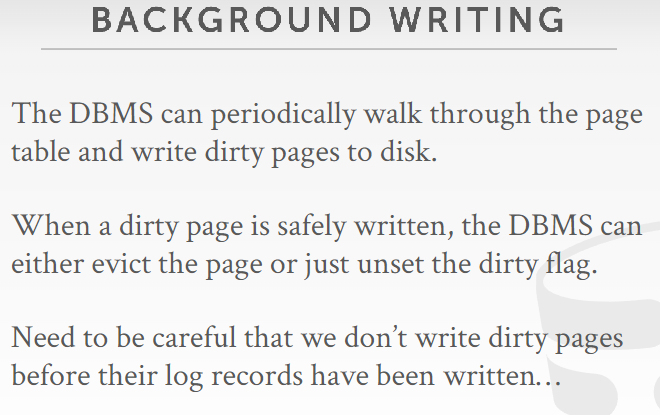 BACKGROUND WRITING
The DBMS can periodically walk through the page
table and write dirty pages to disk.
When a dirty page is safely written, the DBMS can
either evict the page or just unset the dirty flag.
Need to be careful that we don’t write dirty pages
before their log records have been written…